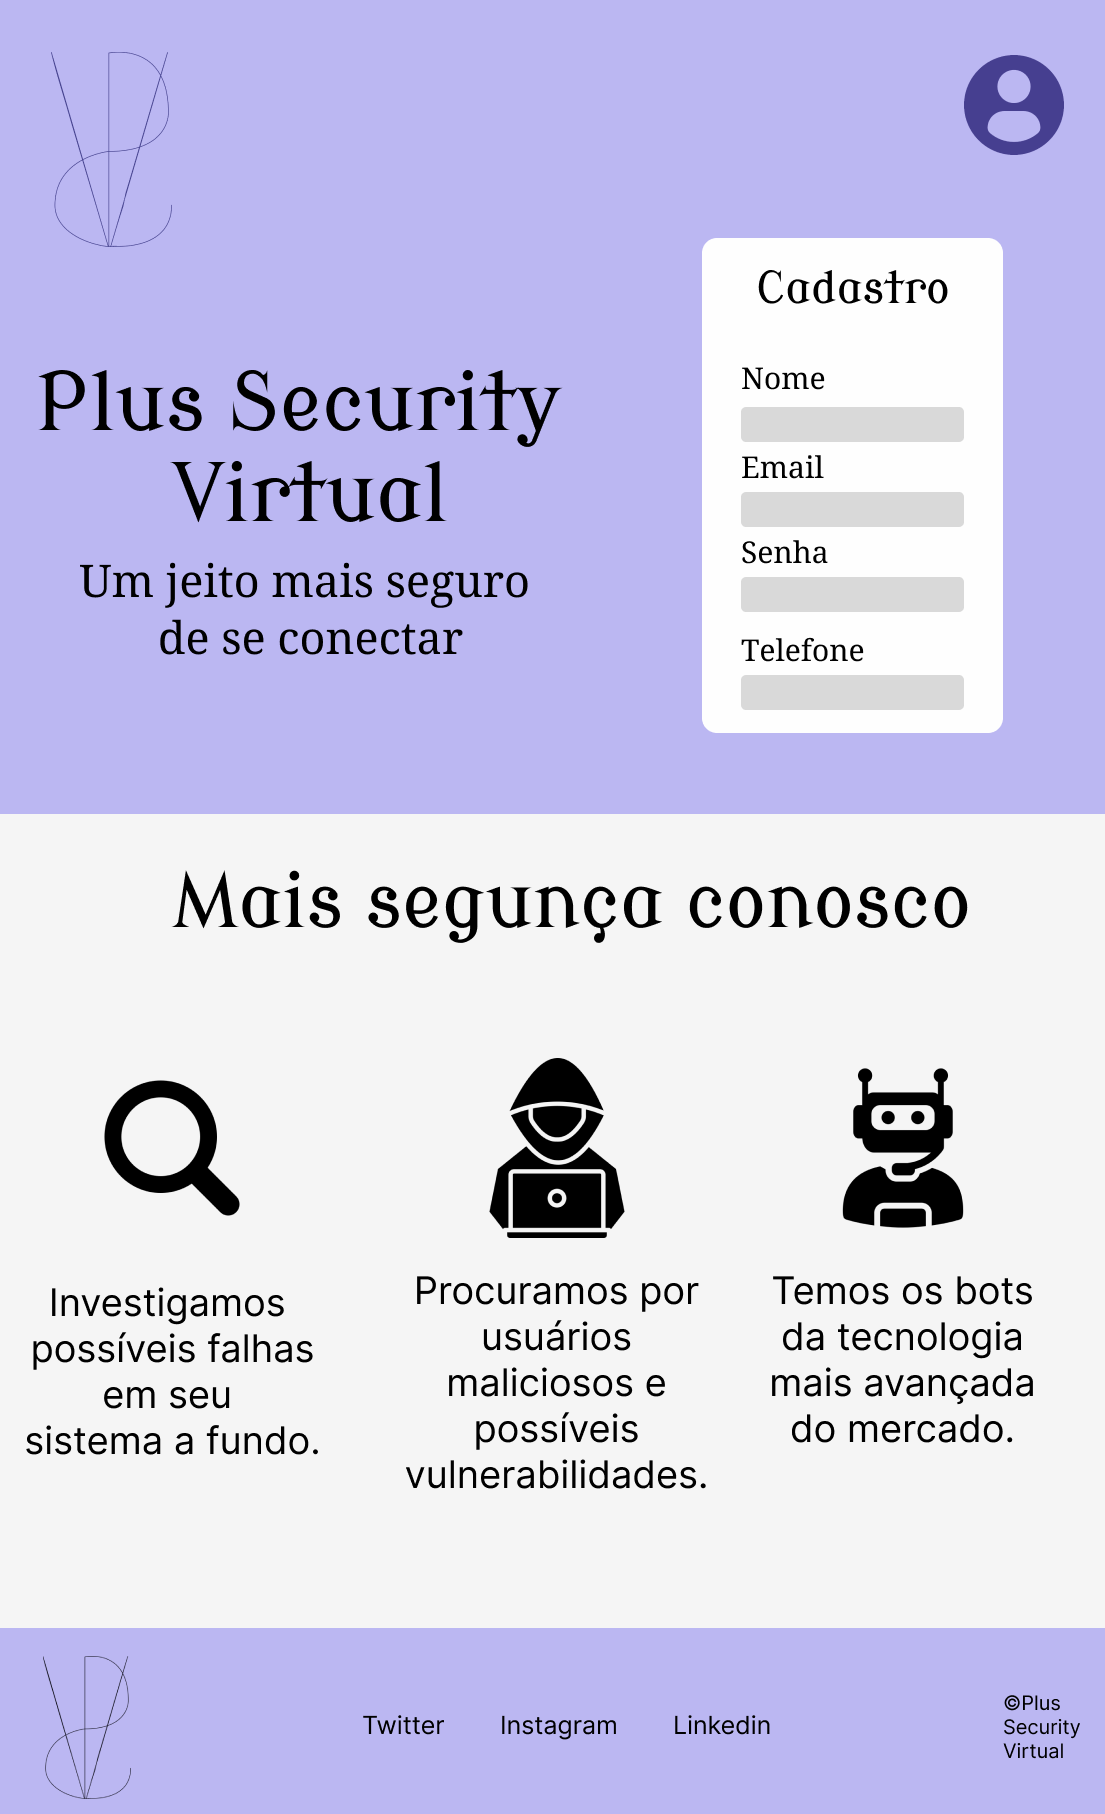 Plus Security
Virtual
Um jeito mais seguro
de se conectar
Cadastro
Nome
Email
Senha
Telefone
Mais segunça conosco
Investigamos
possíveis falhas
em seu
sistema a fundo.
Procuramos por
usuários
maliciosos e
possíveis
vulnerabilidades.
Temos os bots
da tecnologia
mais avançada
do mercado.
Twitter
Instagram
Linkedin
©Plus
Security
Virtual